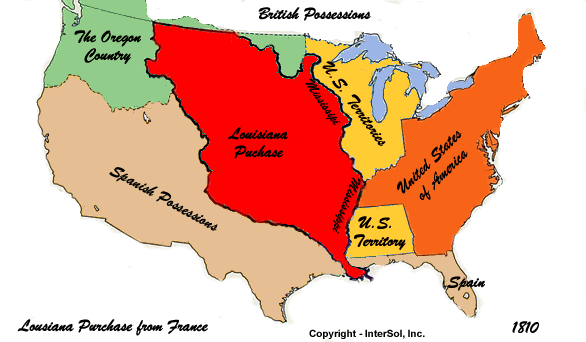 British Possessions
The Oregon
Country
U. S. Territories
Mississippi
Louisiana
Puchase
United States
of America
Spanish Possessions
Mississippi
U.S.
Territory
Spain
Lousiana Purchase from France
Copyright - InterSol, Inc.
1810